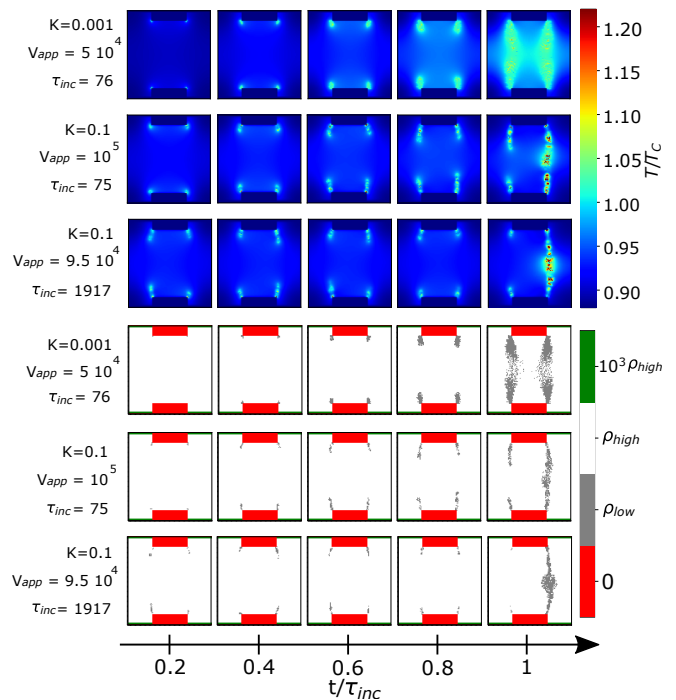 K=0.001
V_app = 5 10^4
τ_inc = 76
1.20
1.15
1.10
1.05
1.00
0.95
0.90
T/T_C
K=0.1
V_app = 10^5
τ_inc = 75
K=0.1
V_app = 9.5 10^4
τ_inc = 1917
K=0.001
V_app = 5 10^4
τ_inc = 76
10^3 ρ_high
ρ_high
ρ_low
0
K=0.1
V_app = 10^5
τ_inc = 75
K=0.1
V_app = 9.5 10^4
τ_inc = 1917
0.2 0.4 0.6 0.8 1
t/τ_inc